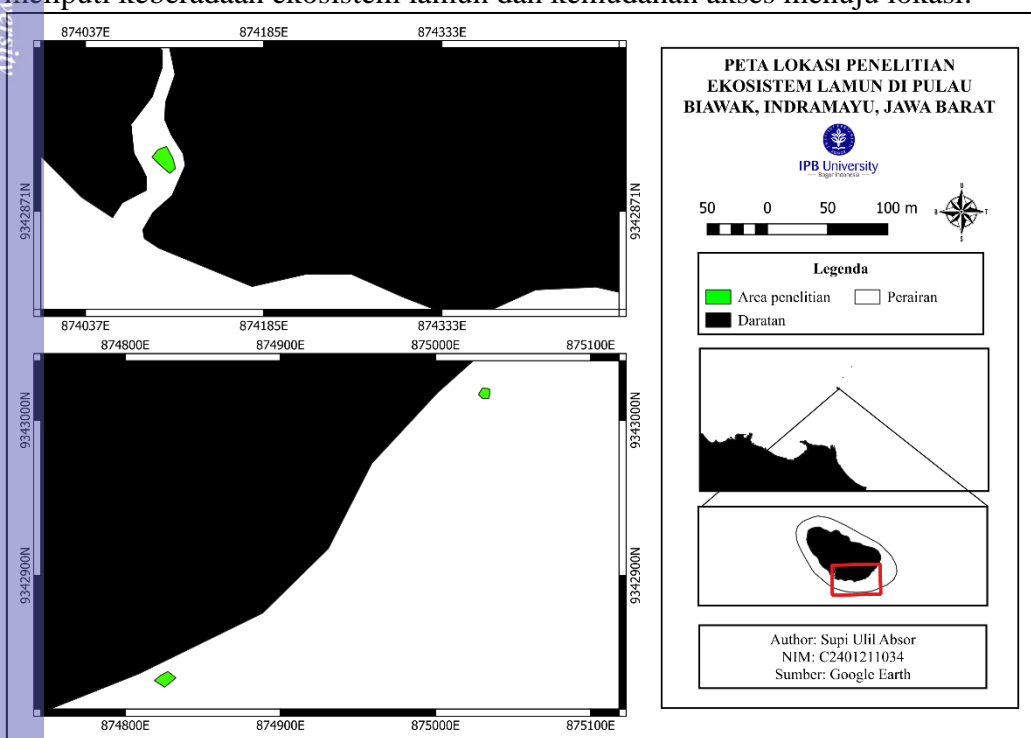 keberadaan ekosistem lamun dan kemudahan akses menuju lokasi.
874037E 874185E 874333E
9342871N 9342871N
874037E 874185E 874333E
874800E 874900E 875000E 875100E
9343000N 9343000N
9342900N 9342900N
874800E 874900E 875000E 875100E
PETA LOKASI PENELITIAN
EKOSISTEM LAMUN DI PULAU
BIAWAK, INDRAMAYU, JAWA BARAT
IPB University
Bogor Indonesia
50 0 50 100 m
U
B T
S
Legenda
Area penelitian Perairan
Daratan
Author: Supi Ulil Absor
NIM: C2401211034
Sumber: Google Earth